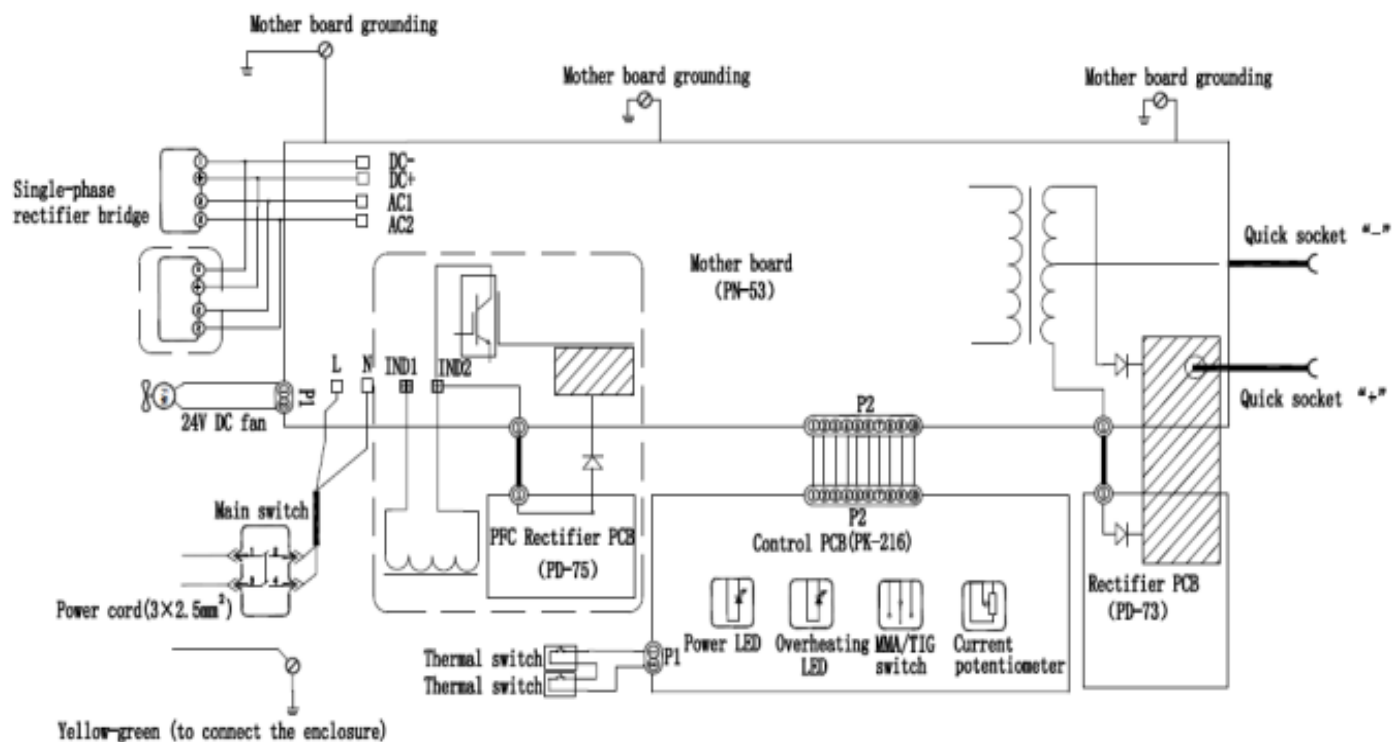 Mother board grounding
Mother board grounding
Mother board grounding
DC-
DC+
AC1
AC2
Single-phase
rectifier bridge
Mother board
(PN-53)
Quick socket “-”
L
N
IND1
IND2
P1
24V DC fan
P2
Quick socket “+”
Main switch
P2
PFC Rectifier PCB
(PD-75)
Control PCB(PK-216)
Rectifier PCB
(PD-73)
Power cord(3×2.5mm²)
Power LED
Overheating
LED
MMA/TIG
switch
Current
potentiometer
Thermal switch
Thermal switch
P1
Yellow-green (to connect the enclosure)